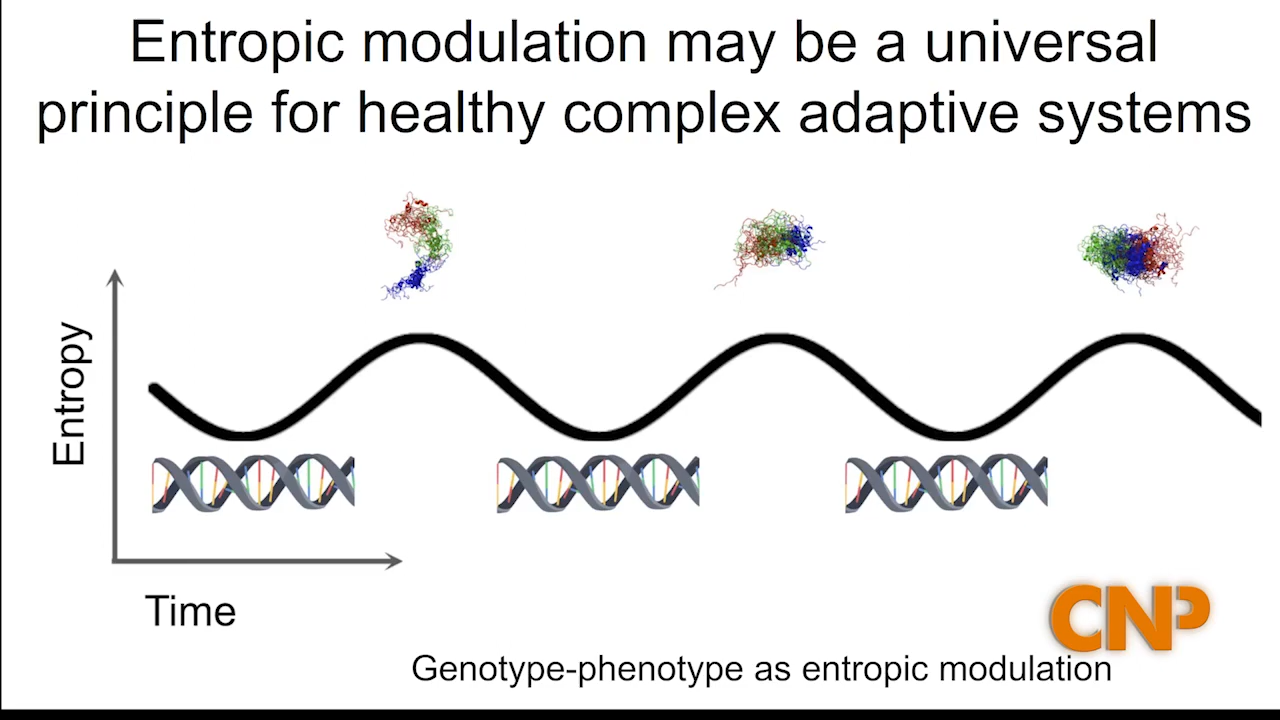 Entropic modulation may be a universal
principle for healthy complex adaptive systems
Entropy
Time
CNP
Genotype-phenotype as entropic modulation